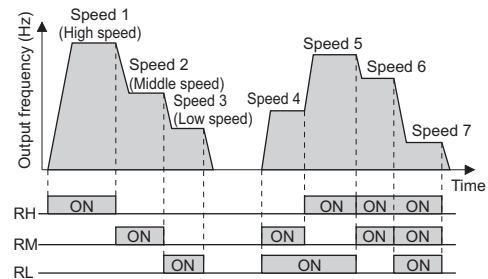 Output frequency (Hz)
Speed 1
(High speed)
Speed 2
(Middle speed)
Speed 3
(Low speed)
Speed 4
Speed 5
Speed 6
Speed 7
Time
RH ON ON ON ON
RM ON ON ON ON
RL ON ON ON